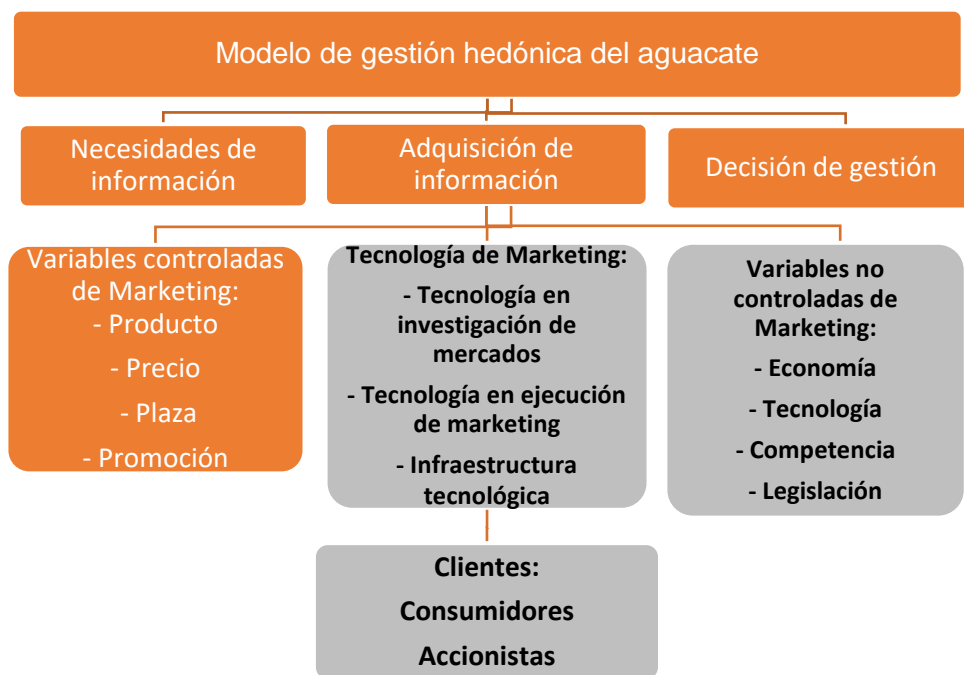 Modelo de gestión hedónica del aguacate
Necesidades de
información
Adquisición de
información
Decisión de gestión
Variables controladas
de Marketing:
- Producto
- Precio
- Plaza
- Promoción
Tecnología de Marketing:
- Tecnología en
investigación de
mercados
- Tecnología en ejecución
de marketing
- Infraestructura
tecnológica
Variables no
controladas de
Marketing:
- Economía
- Tecnología
- Competencia
- Legislación
Clientes:
Consumidores
Accionistas